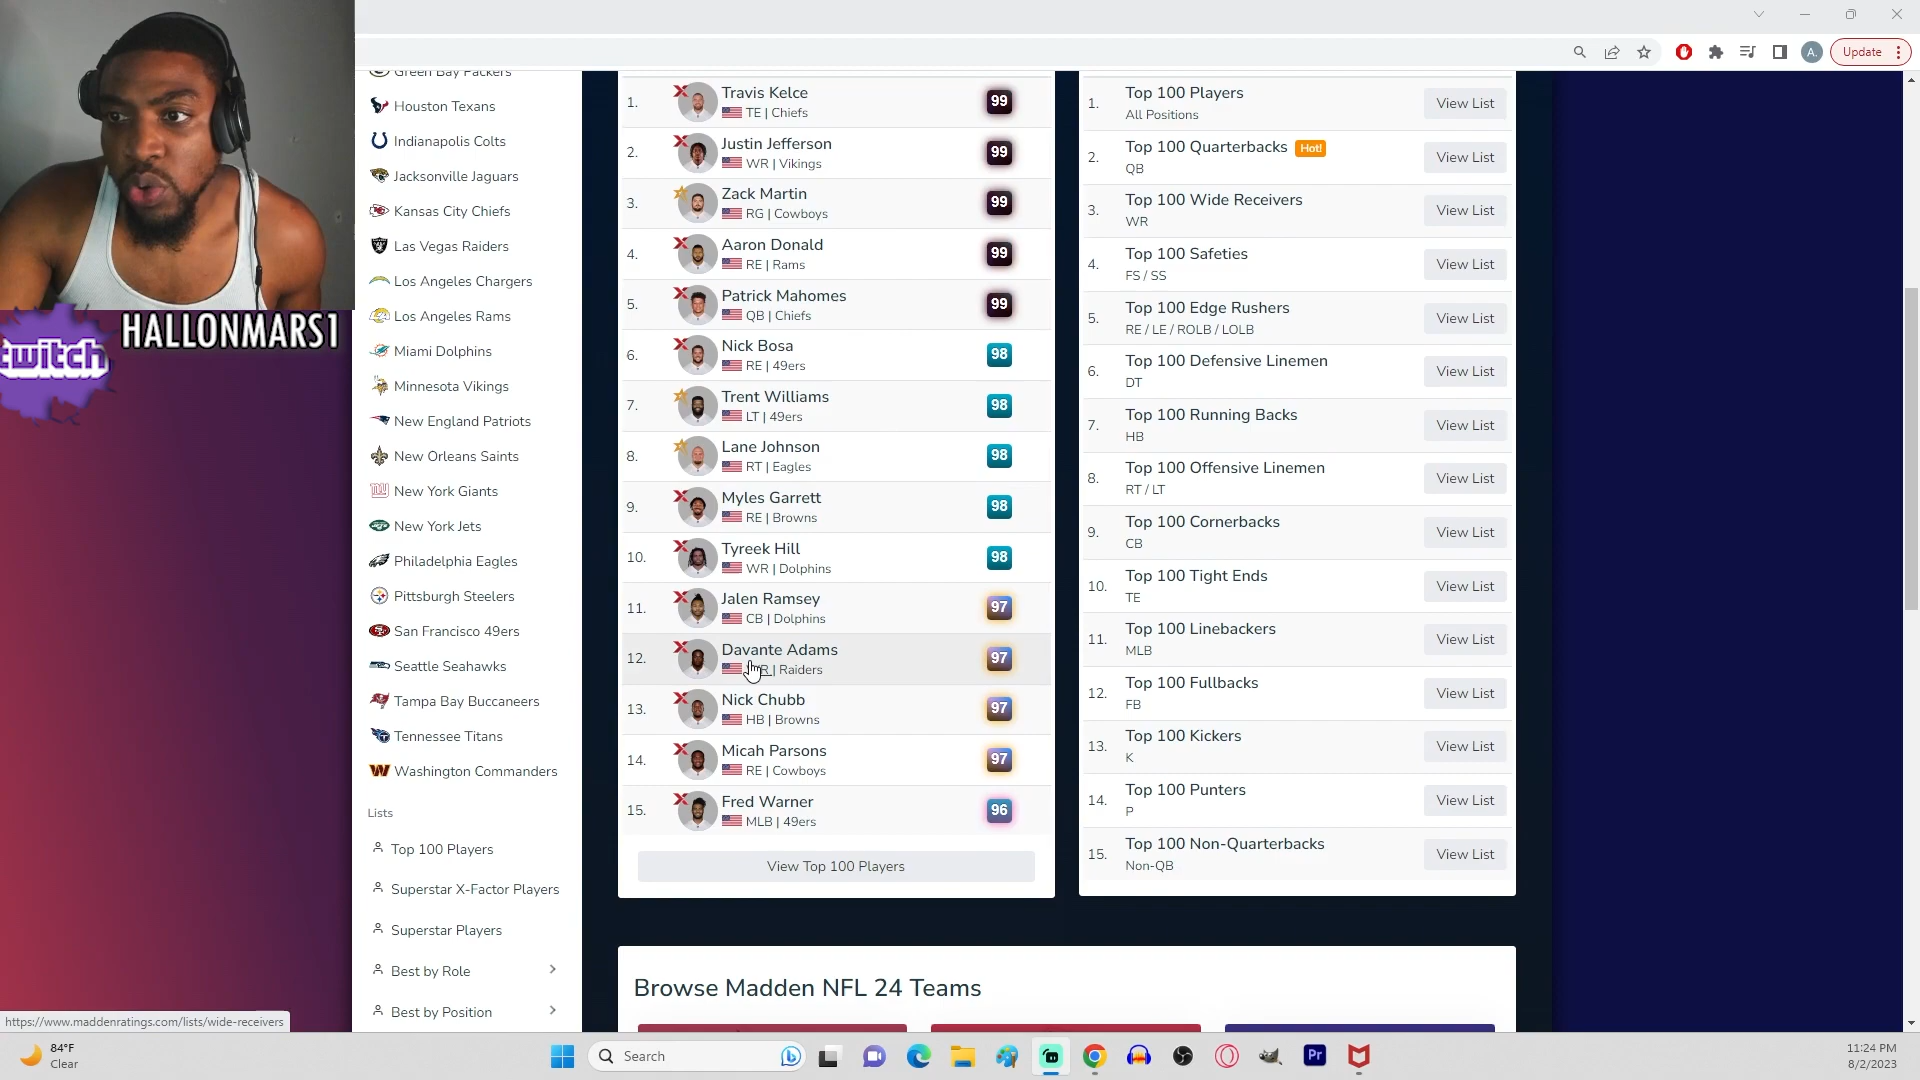 Update
Green Bay Packers
Houston Texans
Indianapolis Colts
Jacksonville Jaguars
Kansas City Chiefs
Las Vegas Raiders
Los Angeles Chargers
Los Angeles Rams
Miami Dolphins
Minnesota Vikings
New England Patriots
New Orleans Saints
New York Giants
New York Jets
Philadelphia Eagles
Pittsburgh Steelers
San Francisco 49ers
Seattle Seahawks
Tampa Bay Buccaneers
Tennessee Titans
Washington Commanders
Lists
Top 100 Players
Superstar X-Factor Players
Superstar Players
Best by Role
Best by Position
twitch
HALLONMARS1
1. Travis Kelce 99
TE | Chiefs
2. Justin Jefferson 99
WR | Vikings
3. Zack Martin 99
RG | Cowboys
4. Aaron Donald 99
RE | Rams
5. Patrick Mahomes 99
QB | Chiefs
6. Nick Bosa 98
RE | 49ers
7. Trent Williams 98
LT | 49ers
8. Lane Johnson 98
RT | Eagles
9. Myles Garrett 98
RE | Browns
10. Tyreek Hill 98
WR | Dolphins
11. Jalen Ramsey 97
CB | Dolphins
12. Davante Adams 97
| Raiders
13. Nick Chubb 97
HB | Browns
14. Micah Parsons 97
RE | Cowboys
15. Fred Warner 96
MLB | 49ers
View Top 100 Players
1. Top 100 Players View List
All Positions
2. Top 100 Quarterbacks Hot! View List
QB
3. Top 100 Wide Receivers View List
WR
4. Top 100 Safeties View List
FS / SS
5. Top 100 Edge Rushers View List
RE / LE / ROLB / LOLB
6. Top 100 Defensive Linemen View List
DT
7. Top 100 Running Backs View List
HB
8. Top 100 Offensive Linemen View List
RT / LT
9. Top 100 Cornerbacks View List
CB
10. Top 100 Tight Ends View List
TE
11. Top 100 Linebackers View List
MLB
12. Top 100 Fullbacks View List
FB
13. Top 100 Kickers View List
K
14. Top 100 Punters View List
P
15. Top 100 Non-Quarterbacks View List
Non-QB
Browse Madden NFL 24 Teams
https://www.maddenratings.com/lists/wide-receivers
84°F
Clear
Search
Pr
11:24 PM
8/2/2023